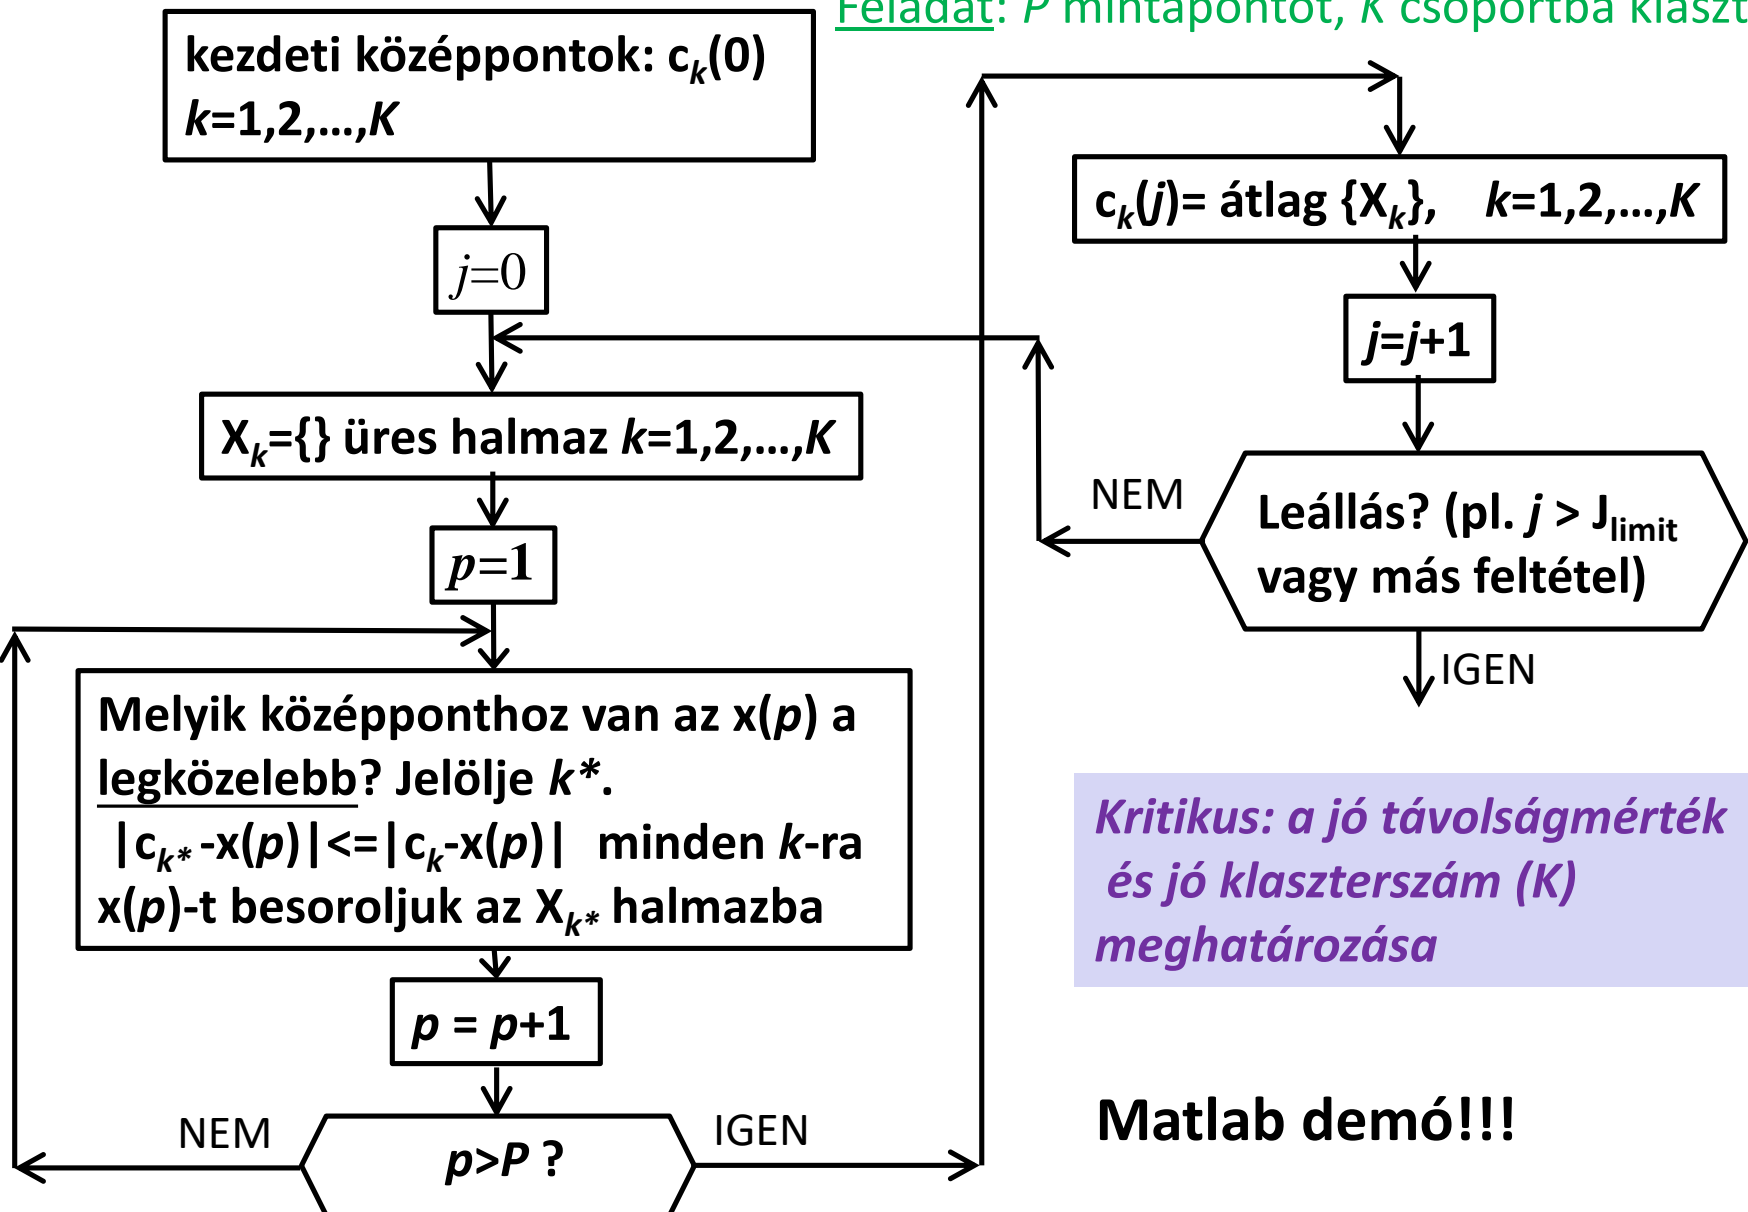 Feladat: P mintapontot, K csoportba klaszt
kezdeti középpontok: ck(0)
k=1,2,...,K
j=0
Xk={} üres halmaz k=1,2,...,K
p=1
Melyik középponthoz van az x(p) a
legközelebb? Jelölje k*.
|ck*-x(p)|<=|ck-x(p)| minden k-ra
x(p)-t besoroljuk az Xk* halmazba
p = p+1
NEM
p>P ?
IGEN
ck(j)= átlag {Xk}, k=1,2,...,K
j=j+1
NEM
Leállás? (pl. j > Jlimit
vagy más feltétel)
IGEN
Kritikus: a jó távolságmérték
és jó klaszterszám (K)
meghatározása
Matlab demó!!!